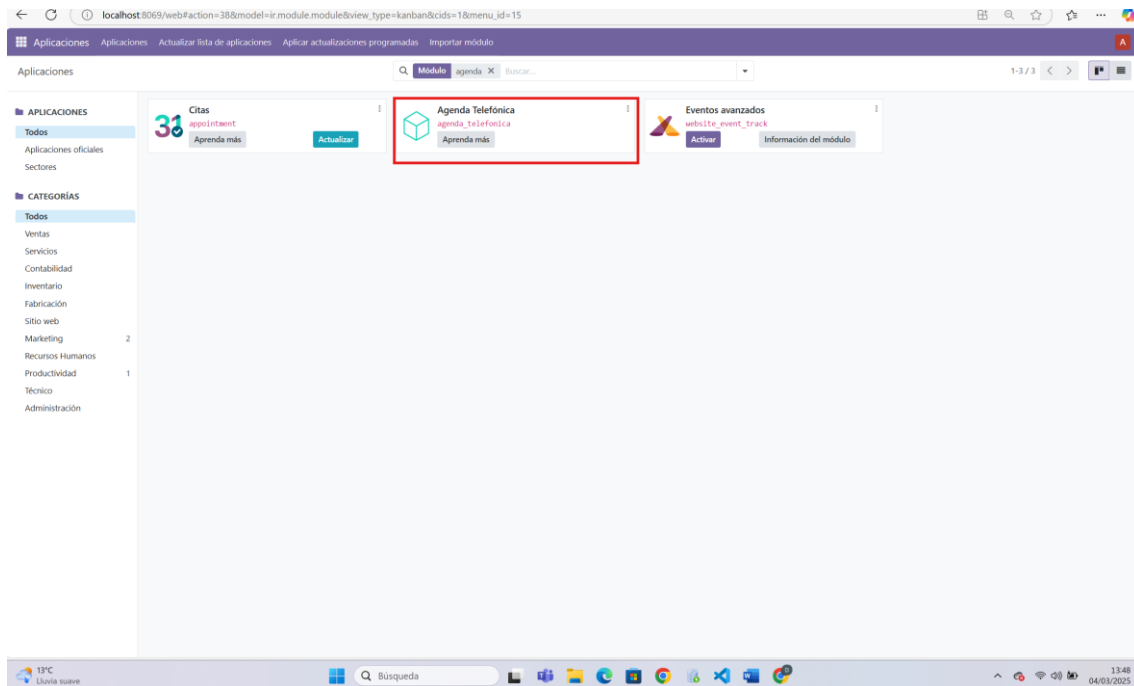 localhost:8069/web#action=38&model=ir.module.module&view_type=kanban&cids=1&menu_id=15
Aplicaciones Aplicaciones Actualizar lista de aplicaciones Aplicar actualizaciones programadas Importar módulo A
Aplicaciones Módulo agenda X Buscar... 1-3 / 3
APLICACIONES
Todos
Aplicaciones oficiales
Sectores
CATEGORÍAS
Todos
Ventas
Servicios
Contabilidad
Inventario
Fabricación
Sitio web
Marketing 2
Recursos Humanos
Productividad 1
Técnico
Administración
31
Citas
appointment
Aprenda más Actualizar
Agenda Telefónica
agenda_telefonica
Aprenda más
Eventos avanzados
website_event_track
Activar Información del módulo
13°C
Lluvia suave
Búsqueda
13:48
04/03/2025